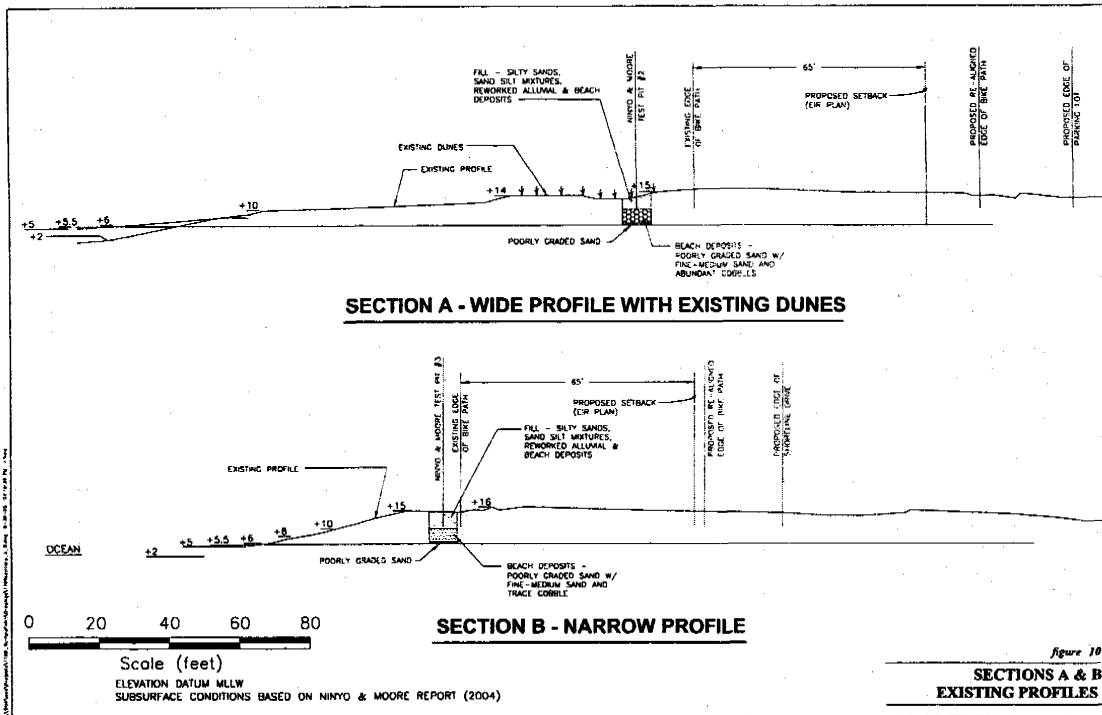 FILL - SILTY SANDS,
SAND SILT MIXTURES,
REWORKED ALLUVIAL & BEACH
DEPOSITS
NINYO & MOORE
TEST PIT #2
EXISTING EDGE
OF BIKE PATH
65'
PROPOSED SETBACK
(EIR PLAN)
PROPOSED RE-ALIGNED
EDGE OF BIKE PATH
PROPOSED EDGE OF
PARKING LOT
EXISTING DUNES
EXISTING PROFILE
+14
+15
+10
+5
+5.5
+6
+2
POORLY GRADED SAND
BEACH DEPOSITS -
POORLY GRADED SAND W/
FINE-MEDIUM SAND AND
ABUNDANT COBBLES
SECTION A - WIDE PROFILE WITH EXISTING DUNES
NINYO & MOORE TEST PIT #3
EXISTING EDGE
OF BIKE PATH
65'
PROPOSED SETBACK
(EIR PLAN)
PROPOSED RE-ALIGNED
EDGE OF BIKE PATH
PROPOSED EDGE OF
SHORELINE DRIVE
FILL - SILTY SANDS,
SAND SILT MIXTURES,
REWORKED ALLUVIAL &
BEACH DEPOSITS
EXISTING PROFILE
+15
+16
+10
+8
+6
+5.5
+5
+2
OCEAN
POORLY GRADED SAND
BEACH DEPOSITS -
POORLY GRADED SAND W/
FINE-MEDIUM SAND AND
TRACE COBBLE
SECTION B - NARROW PROFILE
0 20 40 60 80
Scale (feet)
ELEVATION DATUM MLLW
SUBSURFACE CONDITIONS BASED ON NINYO & MOORE REPORT (2004)
figure 10
SECTIONS A & B
EXISTING PROFILES